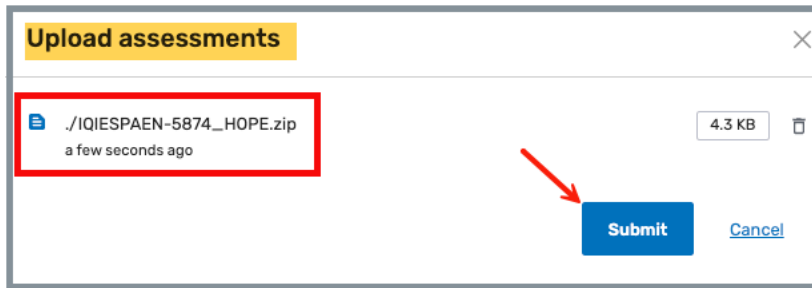 Upload assessments
./IQIESPAEN-5874_HOPE.zip
4.3 KB
a few seconds ago
Submit
Cancel